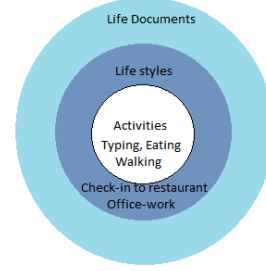 Life Documents
Life styles
Activities
Typing, Eating
Walking
Check-in to restaurant
Office-work